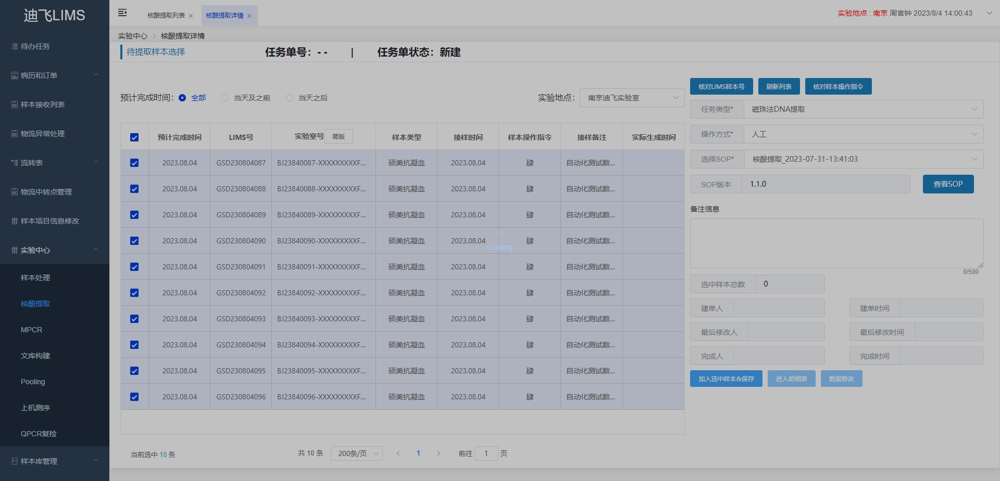 迪飞LIMS
待办任务
病历和订单
样本接收列表
物流异常处理
流转表
物流中转点管理
样本项目信息修改
实验中心
样本处理
核酸提取
MPCR
文库构建
Pooling
上机测序
QPCR复检
样本库管理
核酸提取列表
核酸提取详情
实验地点 : 南京 周官钟 2023/8/4 14:00:43
实验中心 核酸提取详情
待提取样本选择 任务单号：- - | 任务单状态：新建
预计完成时间： 全部 当天及之前 当天之后 实验地点： 南京迪飞实验室
预计完成时间 LIMS号 实验室号 简版 样本类型 接样时间 样本操作指令 接样备注 实际生成时间
2023.08.04 GSD230804087 BJ23840087-XXXXXXXXXF... 硕美抗凝血 2023.08.04 肆 自动化测试数...
2023.08.04 GSD230804088 BJ23840088-XXXXXXXXXF... 硕美抗凝血 2023.08.04 肆 自动化测试数...
2023.08.04 GSD230804089 BJ23840089-XXXXXXXXXF... 硕美抗凝血 2023.08.04 肆 自动化测试数...
2023.08.04 GSD230804090 BJ23840090-XXXXXXXXXF... 硕美抗凝血 2023.08.04 肆 自动化测试数...
Loading
2023.08.04 GSD230804091 BJ23840091-XXXXXXXXXF... 硕美抗凝血 2023.08.04 肆 自动化测试数...
2023.08.04 GSD230804092 BJ23840092-XXXXXXXXXF... 硕美抗凝血 2023.08.04 肆 自动化测试数...
2023.08.04 GSD230804093 BJ23840093-XXXXXXXXXF... 硕美抗凝血 2023.08.04 肆 自动化测试数...
2023.08.04 GSD230804094 BJ23840094-XXXXXXXXXF... 硕美抗凝血 2023.08.04 肆 自动化测试数...
2023.08.04 GSD230804095 BJ23840095-XXXXXXXXXF... 硕美抗凝血 2023.08.04 肆 自动化测试数...
2023.08.04 GSD230804096 BJ23840096-XXXXXXXXXF... 硕美抗凝血 2023.08.04 肆 自动化测试数...
当前选中 10 条 共 10 条 200条/页 1 前往 1 页
核对LIMS样本号 刷新列表 核对样本操作指令
任务类型* 磁珠法DNA提取
操作方式* 人工
选择SOP* 核酸提取_2023-07-31-13:41:03
SOP版本 1.1.0 查看SOP
备注信息
0/500
选中样本总数 0
建单人 建单时间
最后修改人 最后修改时间
完成人 完成时间
加入选中样本&保存 进入明细表 数据修改